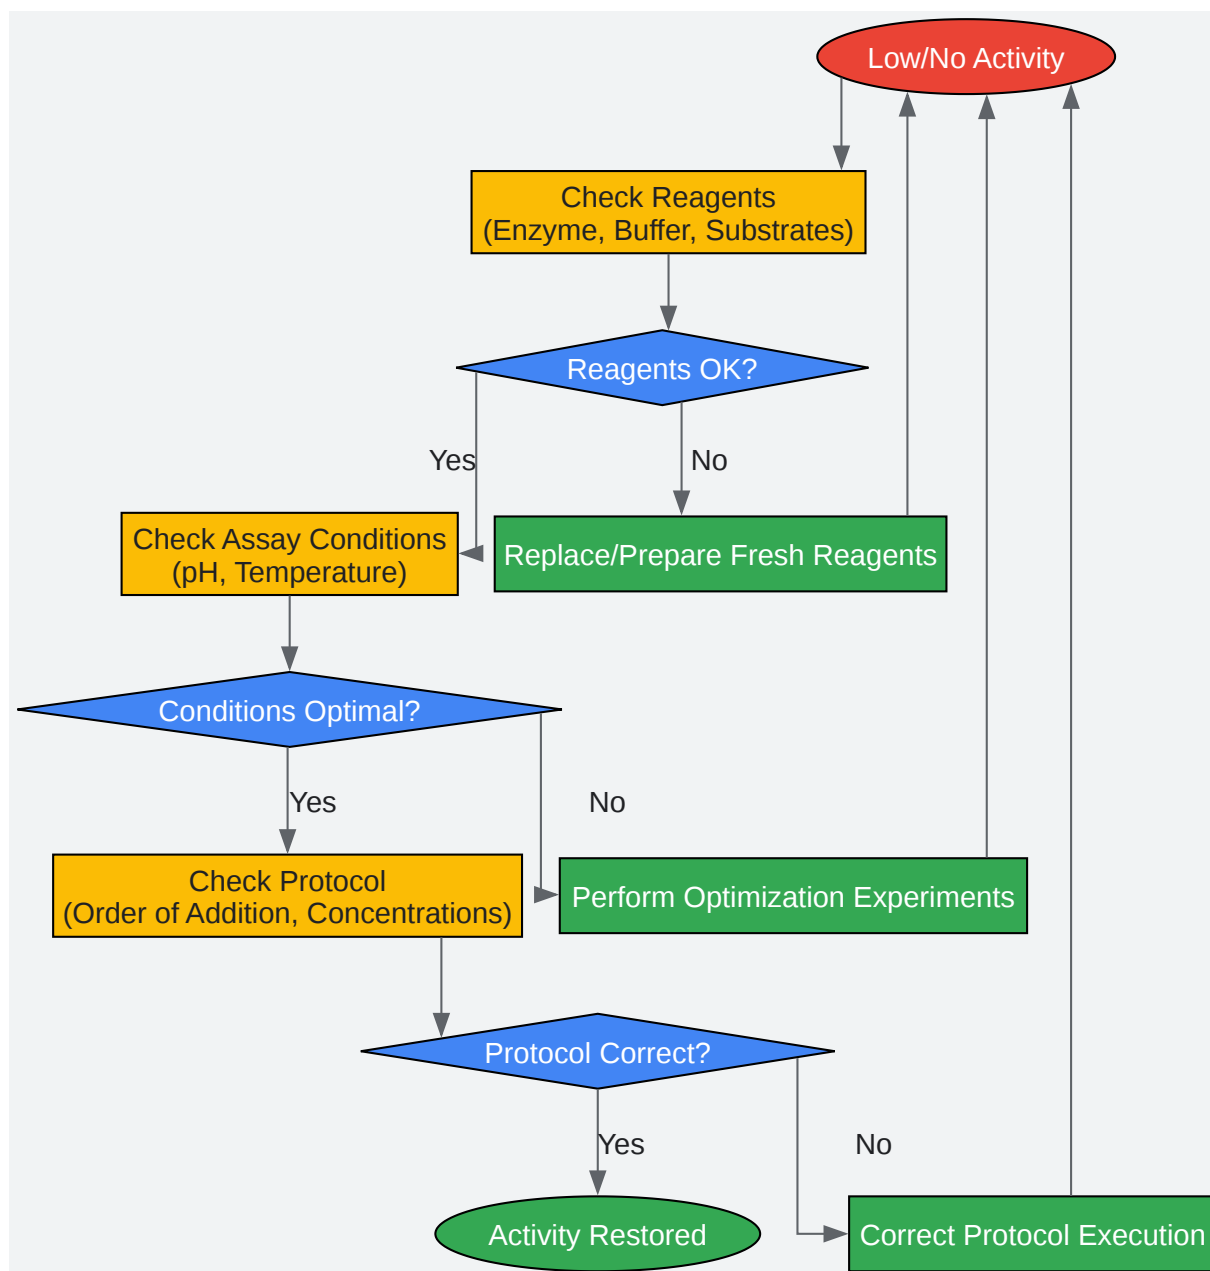 Low/No Activity
Check Reagents
(Enzyme, Buffer, Substrates)
Reagents OK?
Yes
No
Check Assay Conditions
(pH, Temperature)
Replace/Prepare Fresh Reagents
Conditions Optimal?
Yes
No
Check Protocol
(Order of Addition, Concentrations)
Perform Optimization Experiments
Protocol Correct?
Yes
No
Activity Restored
Correct Protocol Execution